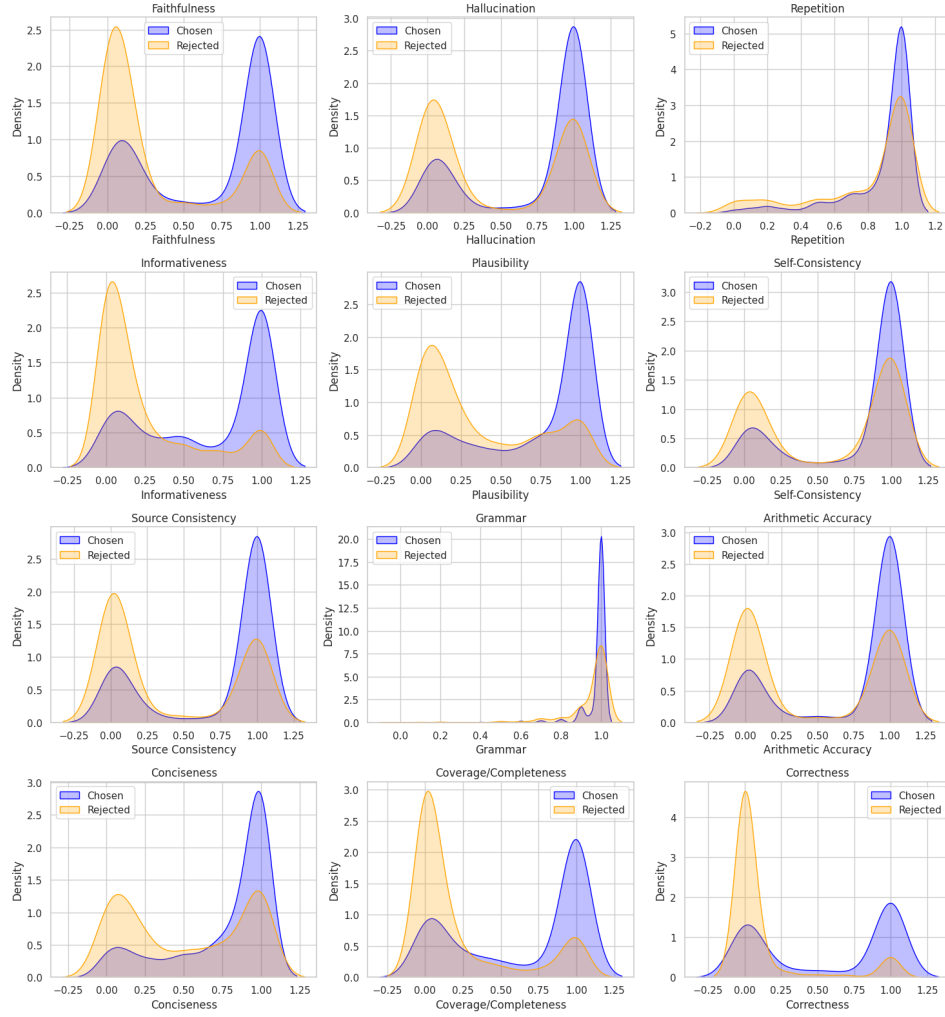 Faithfulness
Chosen
Rejected
Density
0.0
0.5
1.0
1.5
2.0
2.5
−0.25 0.00 0.25 0.50 0.75 1.00 1.25
Faithfulness
Hallucination
Chosen
Rejected
Density
0.0
0.5
1.0
1.5
2.0
2.5
3.0
−0.25 0.00 0.25 0.50 0.75 1.00 1.25
Hallucination
Repetition
Chosen
Rejected
Density
0
1
2
3
4
5
−0.2 0.0 0.2 0.4 0.6 0.8 1.0 1.2
Repetition
Informativeness
Chosen
Rejected
Density
0.0
0.5
1.0
1.5
2.0
2.5
−0.25 0.00 0.25 0.50 0.75 1.00 1.25
Informativeness
Plausibility
Chosen
Rejected
Density
0.0
0.5
1.0
1.5
2.0
2.5
−0.25 0.00 0.25 0.50 0.75 1.00 1.25
Plausibility
Self-Consistency
Chosen
Rejected
Density
0.0
0.5
1.0
1.5
2.0
2.5
3.0
−0.25 0.00 0.25 0.50 0.75 1.00 1.25
Self-Consistency
Source Consistency
Chosen
Rejected
Density
0.0
0.5
1.0
1.5
2.0
2.5
−0.25 0.00 0.25 0.50 0.75 1.00 1.25
Source Consistency
Grammar
Chosen
Rejected
Density
0.0
2.5
5.0
7.5
10.0
12.5
15.0
17.5
20.0
0.0 0.2 0.4 0.6 0.8 1.0
Grammar
Arithmetic Accuracy
Chosen
Rejected
Density
0.0
0.5
1.0
1.5
2.0
2.5
3.0
−0.25 0.00 0.25 0.50 0.75 1.00 1.25
Arithmetic Accuracy
Conciseness
Chosen
Rejected
Density
0.0
0.5
1.0
1.5
2.0
2.5
3.0
−0.25 0.00 0.25 0.50 0.75 1.00 1.25
Conciseness
Coverage/Completeness
Chosen
Rejected
Density
0.0
0.5
1.0
1.5
2.0
2.5
3.0
−0.25 0.00 0.25 0.50 0.75 1.00 1.25
Coverage/Completeness
Correctness
Chosen
Rejected
Density
0
1
2
3
4
−0.25 0.00 0.25 0.50 0.75 1.00 1.25
Correctness